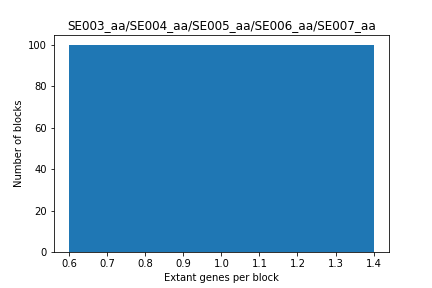 SE003_aa/SE004_aa/SE005_aa/SE006_aa/SE007_aa
100
80
60
40
20
0
Number of blocks
0.6 0.7 0.8 0.9 1.0 1.1 1.2 1.3 1.4
Extant genes per block